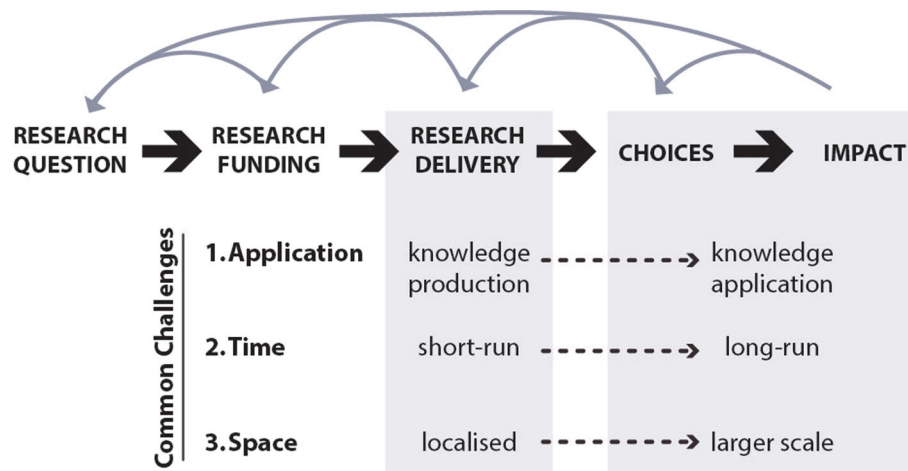 RESEARCH
QUESTION
RESEARCH
FUNDING
RESEARCH
DELIVERY
CHOICES
IMPACT
Common Challenges
1.Application
knowledge
production
knowledge
application
2.Time
short-run
long-run
3.Space
localised
larger scale